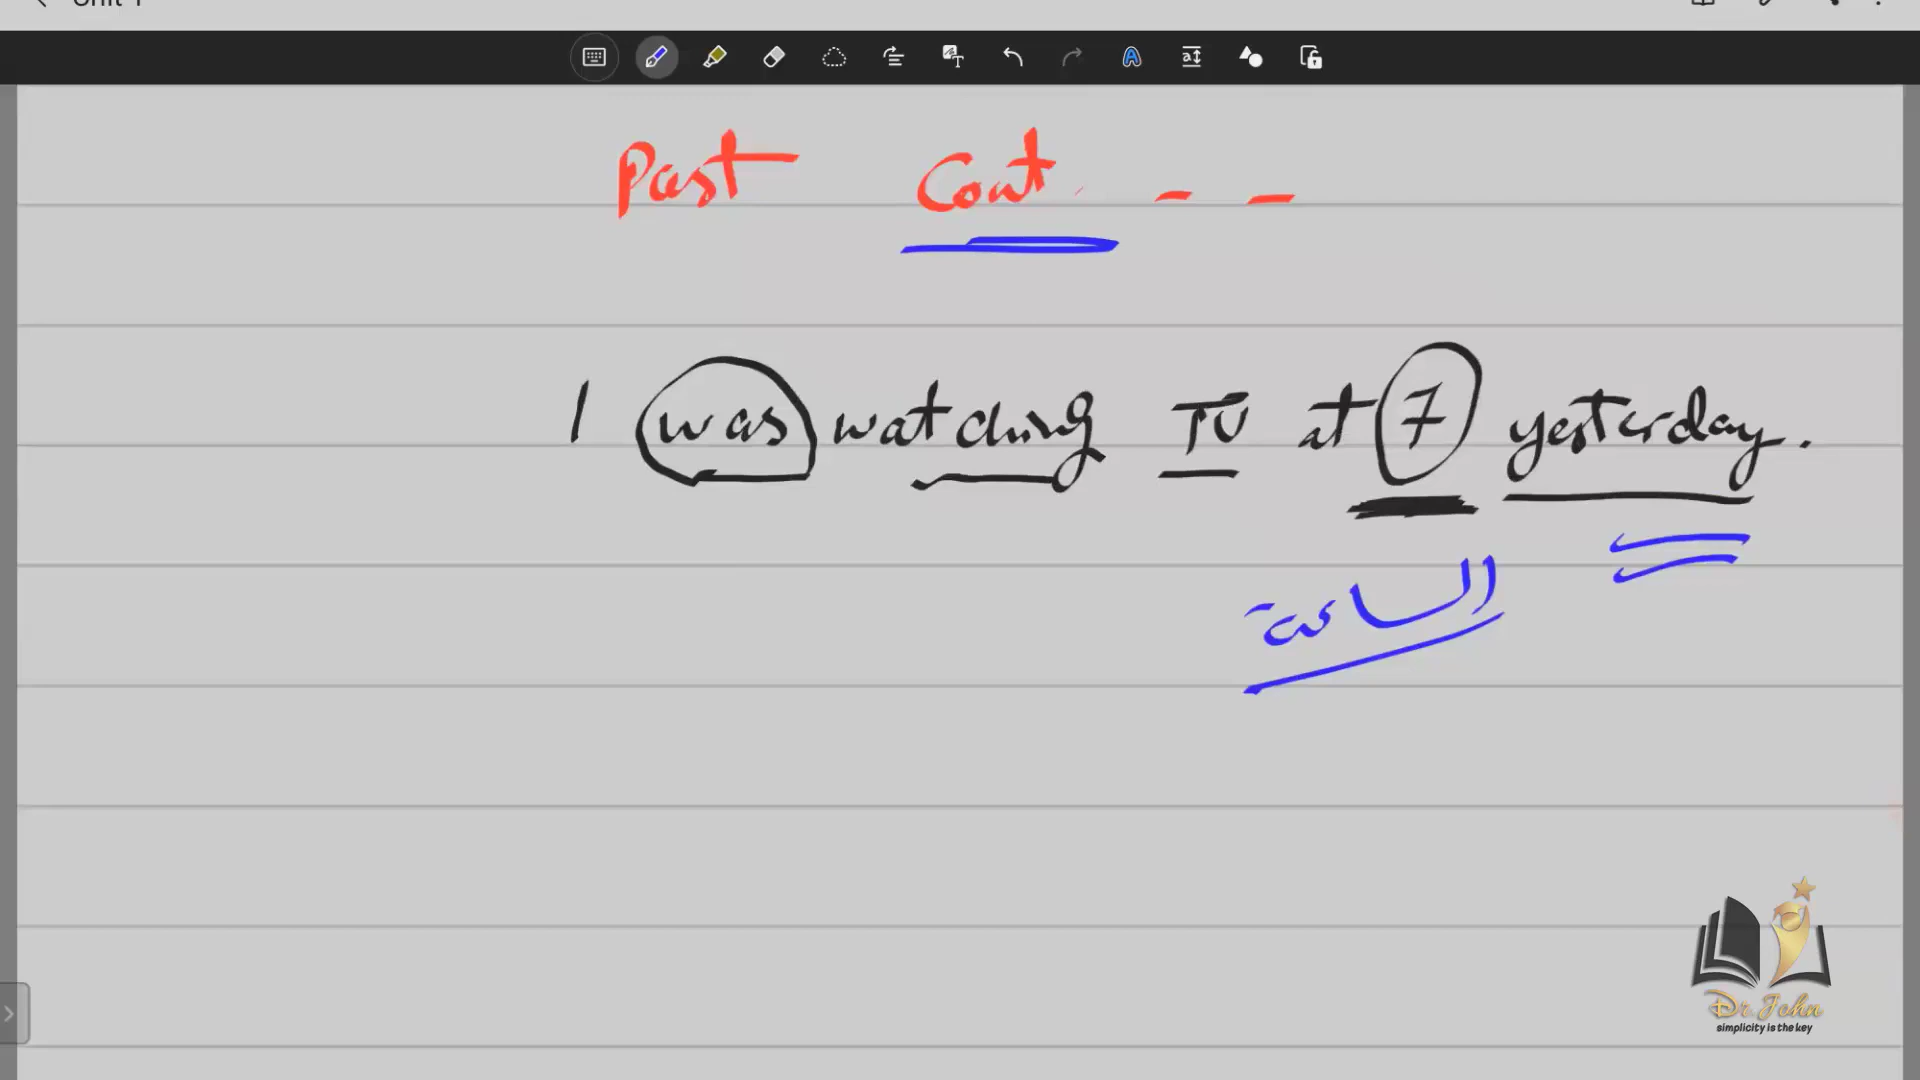 Past Cont. - -
I was watching TV at 7 yesterday.
الساعة
Dr. John
simplicity is the key